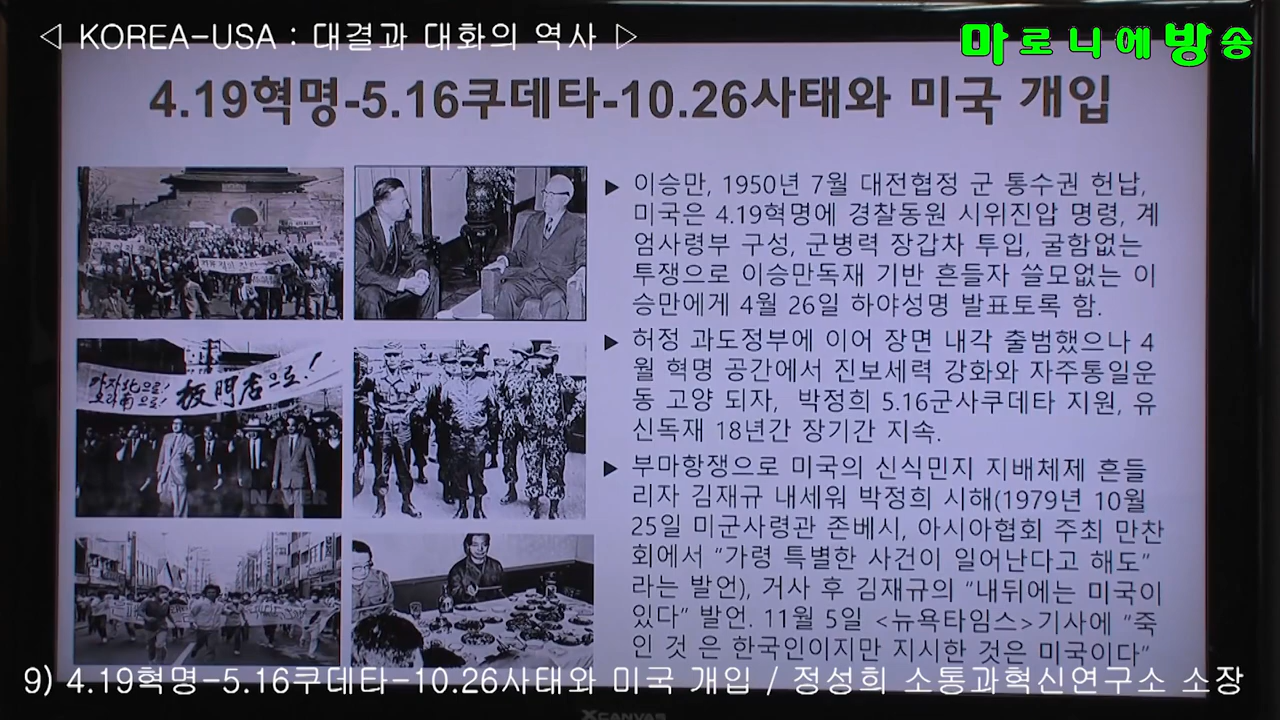 ◁ KOREA-USA : 대결과 대화의 역사 ▷
마로니에방송
4.19혁명-5.16쿠데타-10.26사태와 미국 개입
▶ 이승만, 1950년 7월 대전협정 군 통수권 헌납,
미국은 4.19혁명에 경찰동원 시위진압 명령, 계
엄사령부 구성, 군병력 장갑차 투입, 굴함없는
투쟁으로 이승만독재 기반 흔들자 쓸모없는 이
승만에게 4월 26일 하야성명 발표토록 함.
▶ 허정 과도정부에 이어 장면 내각 출범했으나 4
월 혁명 공간에서 진보세력 강화와 자주통일운
동 고양 되자, 박정희 5.16군사쿠데타 지원, 유
신독재 18년간 장기간 지속.
▶ 부마항쟁으로 미국의 신식민지 지배체제 흔들
리자 김재규 내세워 박정희 시해(1979년 10월
25일 미군사령관 존베시, 아시아협회 주최 만찬
회에서 "가령 특별한 사건이 일어난다고 해도"
라는 발언), 거사 후 김재규의 "내뒤에는 미국이
있다" 발언. 11월 5일 <뉴욕타임스>기사에 "죽
인 것 은 한국인이지만 지시한 것은 미국이다"
가자北으로!
오라南으로!
板門店으로!
NAVER
9) 4.19혁명-5.16쿠데타-10.26사태와 미국 개입 / 정성희 소통과혁신연구소 소장
XCANVAS